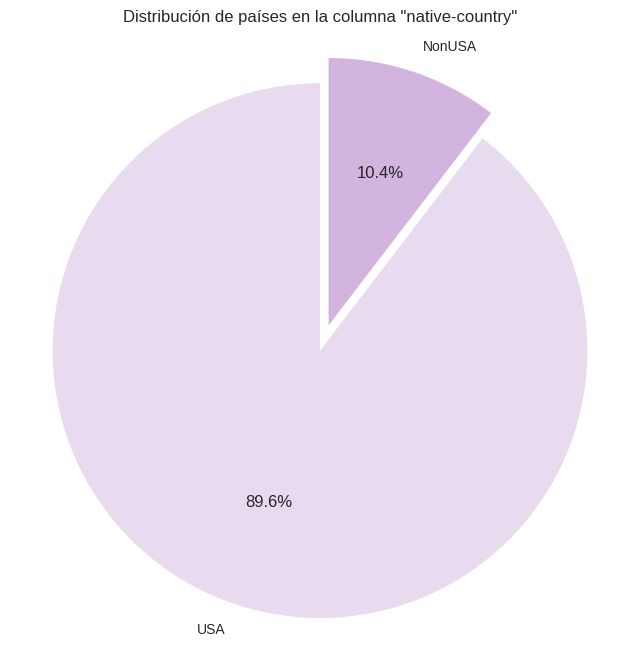 Distribución de países en la columna "native-country"
NonUSA
10.4%
89.6%
USA